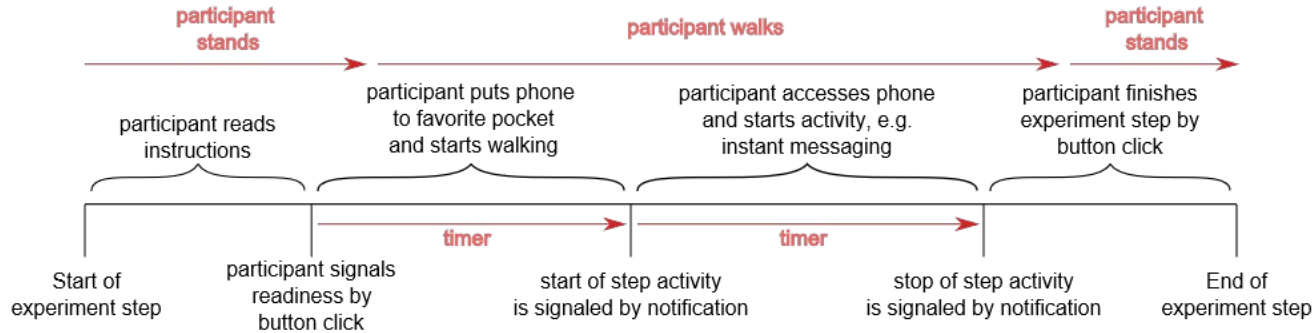 participant
stands
participant walks
participant
stands
participant reads
instructions
participant puts phone
to favorite pocket
and starts walking
participant accesses phone
and starts activity, e.g.
instant messaging
participant finishes
experiment step by
button click
timer
timer
Start of
experiment step
participant signals
readiness by
button click
start of step activity
is signaled by notification
stop of step activity
is signaled by notification
End of
experiment step